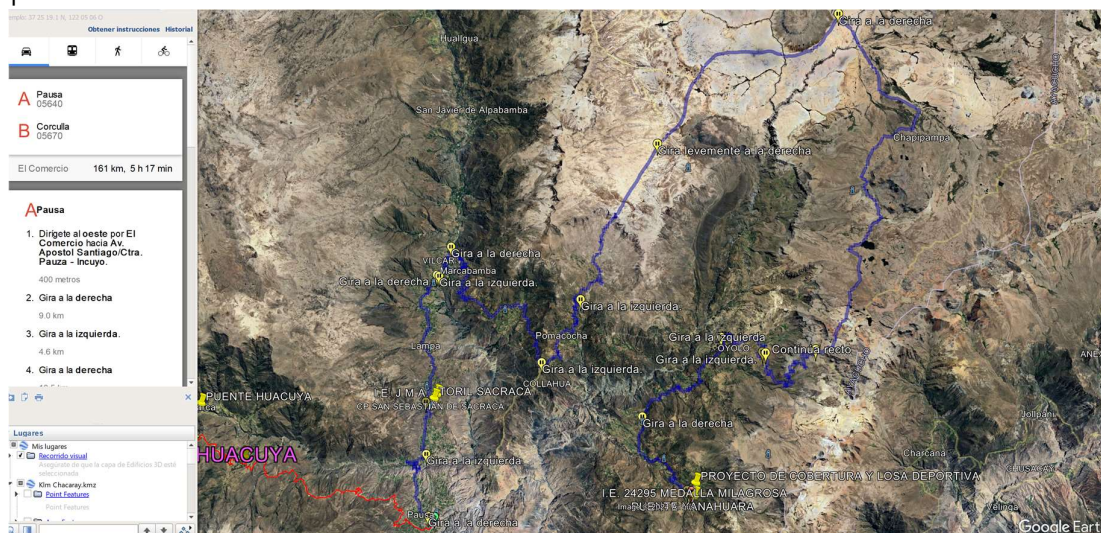 Obtener instrucciones Historial
A Pausa
05640
B Corculla
05670
El Comercio 161 km, 5 h 17 min
A Pausa
1. Dirígete al oeste por El
Comercio hacia Av.
Apostol Santiago/Ctra.
Pauza - Incuyo.
400 metros
2. Gira a la derecha
9.0 km
3. Gira a la izquierda.
4.6 km
4. Gira a la derecha
Lugares
Mis lugares
Recorrido visual
Asegúrate de que la capa de Edificios 3D esté
seleccionada
Klm Chacaray.kmz
Point Features
Point Features
Gira a la derecha
Huallgua
San Javier de Alpabamba
Chapipampa
Gira levemente a la derecha
Gira a la derecha
VILCAR
Marcabamba
Gira a la derecha
Gira a la izquierda.
Gira a la izquierda.
Pomacocha
Lampa
Gira a la izquierda
OYOLO
Continúa recto
Gira a la izquierda.
Gira a la izquierda.
COLLAHUA
PUENTE HUACUYA
I.E. J.M.A. TORIL SACRACA
CP SAN SEBASTIAN DE SACRACA
Gira a la derecha
Jollpani
HUACUYA
Charcana
Gira a la izquierda
PROYECTO DE COBERTURA Y LOSA DEPORTIVA
I.E. 24295 MEDALLA MILAGROSA
Velinga
Pausa
Gira a la derecha
Google Eart